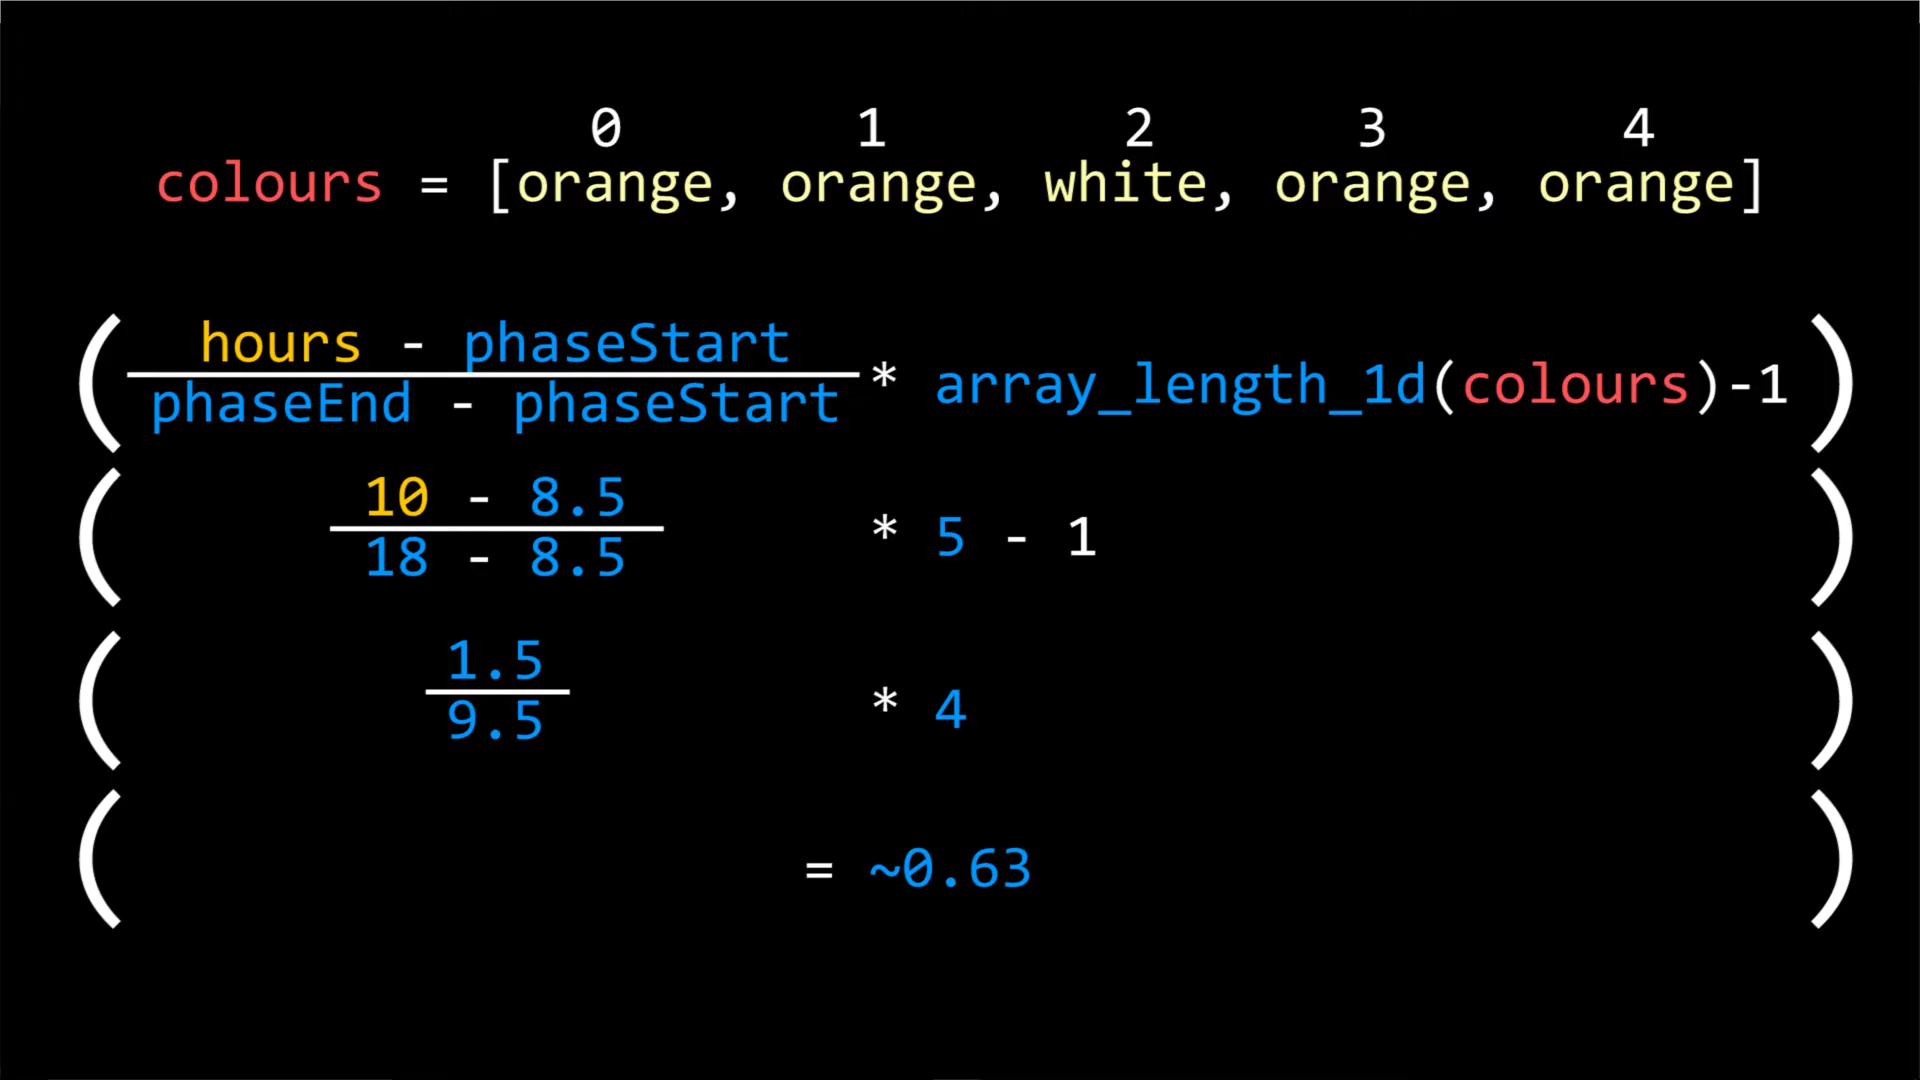 0 1 2 3 4
colours = [orange, orange, white, orange, orange]
(hours - phaseStart
phaseEnd - phaseStart * array_length_1d(colours)-1)
(10 - 8.5
18 - 8.5 * 5 - 1)
(1.5
9.5 * 4)
(= ~0.63)